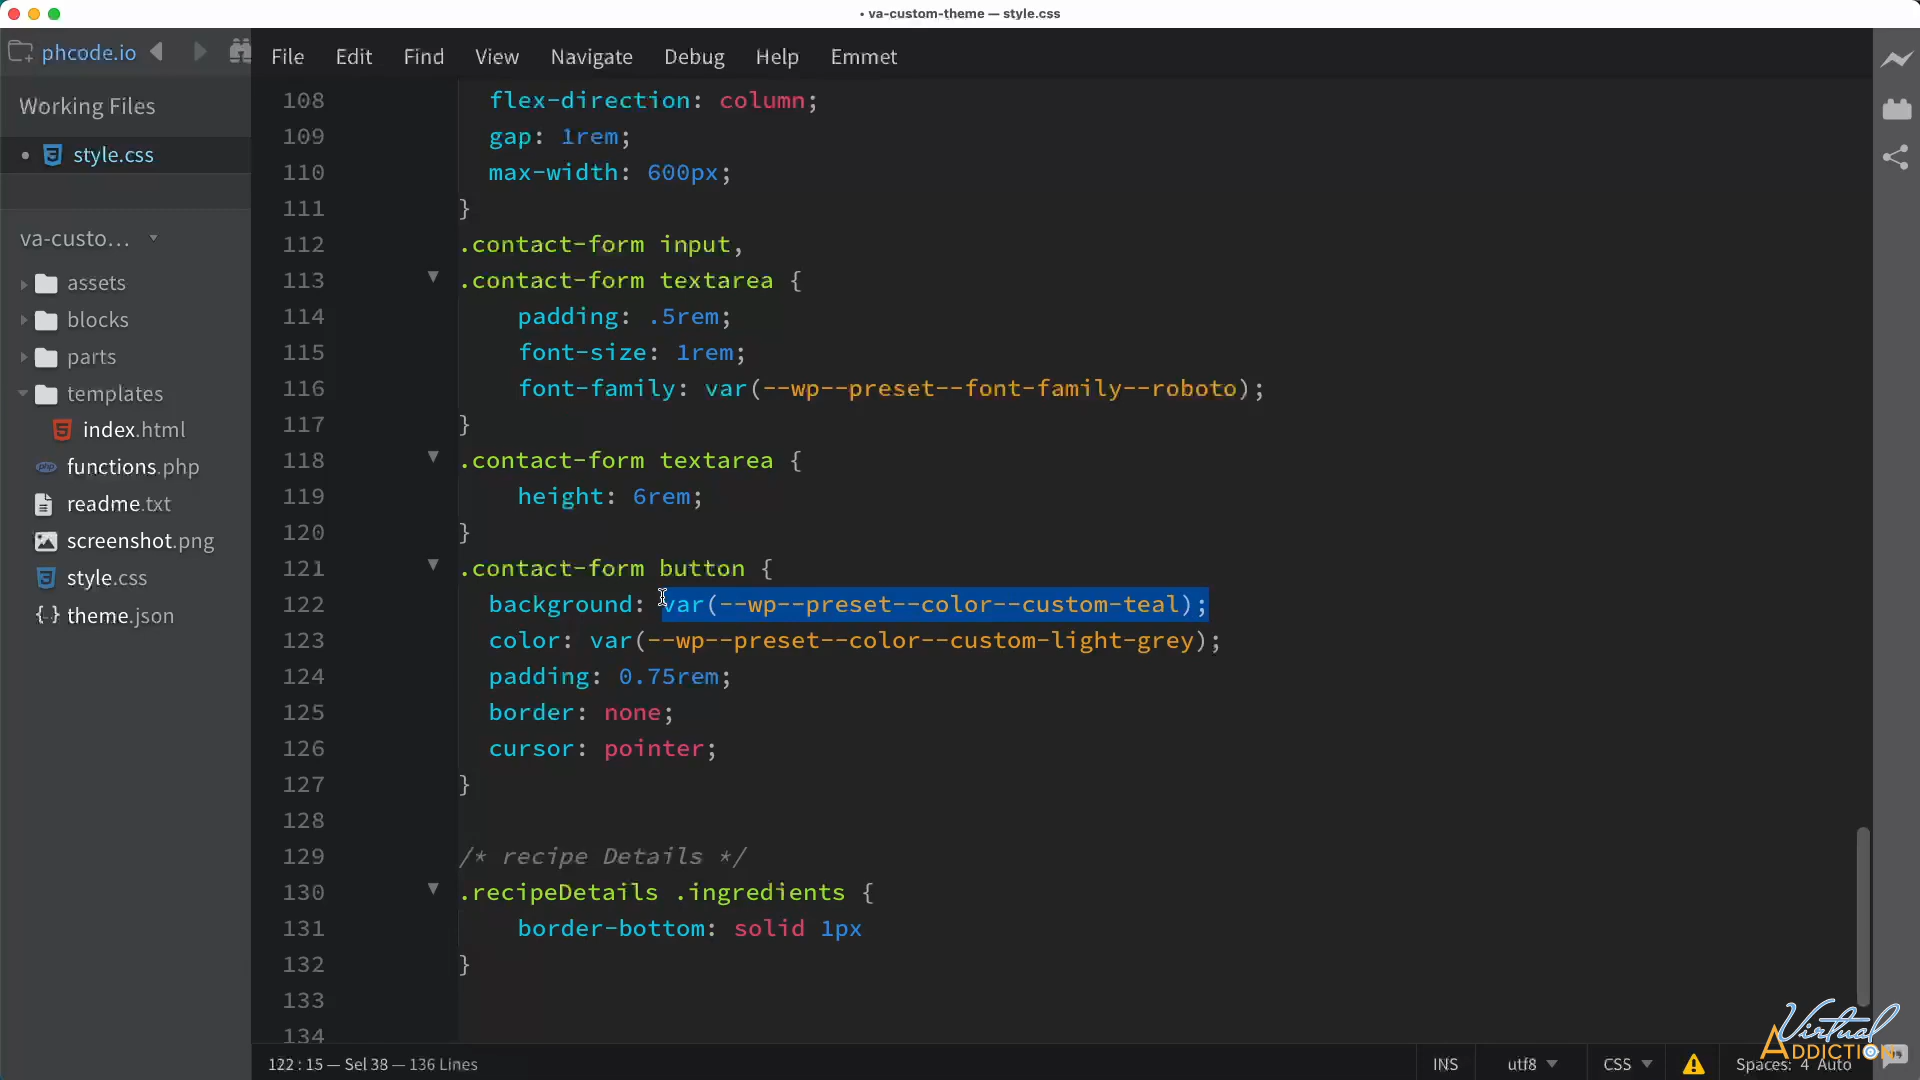 • va-custom-theme — style.css
phcode.io
File Edit Find View Navigate Debug Help Emmet
Working Files
• style.css
va-custo...
assets
blocks
parts
templates
index.html
functions.php
readme.txt
screenshot.png
style.css
{} theme.json
108 flex-direction: column;
109 gap: 1rem;
110 max-width: 600px;
111 }
112 .contact-form input,
113 .contact-form textarea {
114 padding: .5rem;
115 font-size: 1rem;
116 font-family: var(--wp--preset--font-family--roboto);
117 }
118 .contact-form textarea {
119 height: 6rem;
120 }
121 .contact-form button {
122 background: var(--wp--preset--color--custom-teal);
123 color: var(--wp--preset--color--custom-light-grey);
124 padding: 0.75rem;
125 border: none;
126 cursor: pointer;
127 }
128
129 /* recipe Details */
130 .recipeDetails .ingredients {
131 border-bottom: solid 1px
132 }
133
134
122 : 15 — Sel 38 — 136 Lines
INS utf8 CSS Spaces: 4 Auto
Virtual
ADDICTION